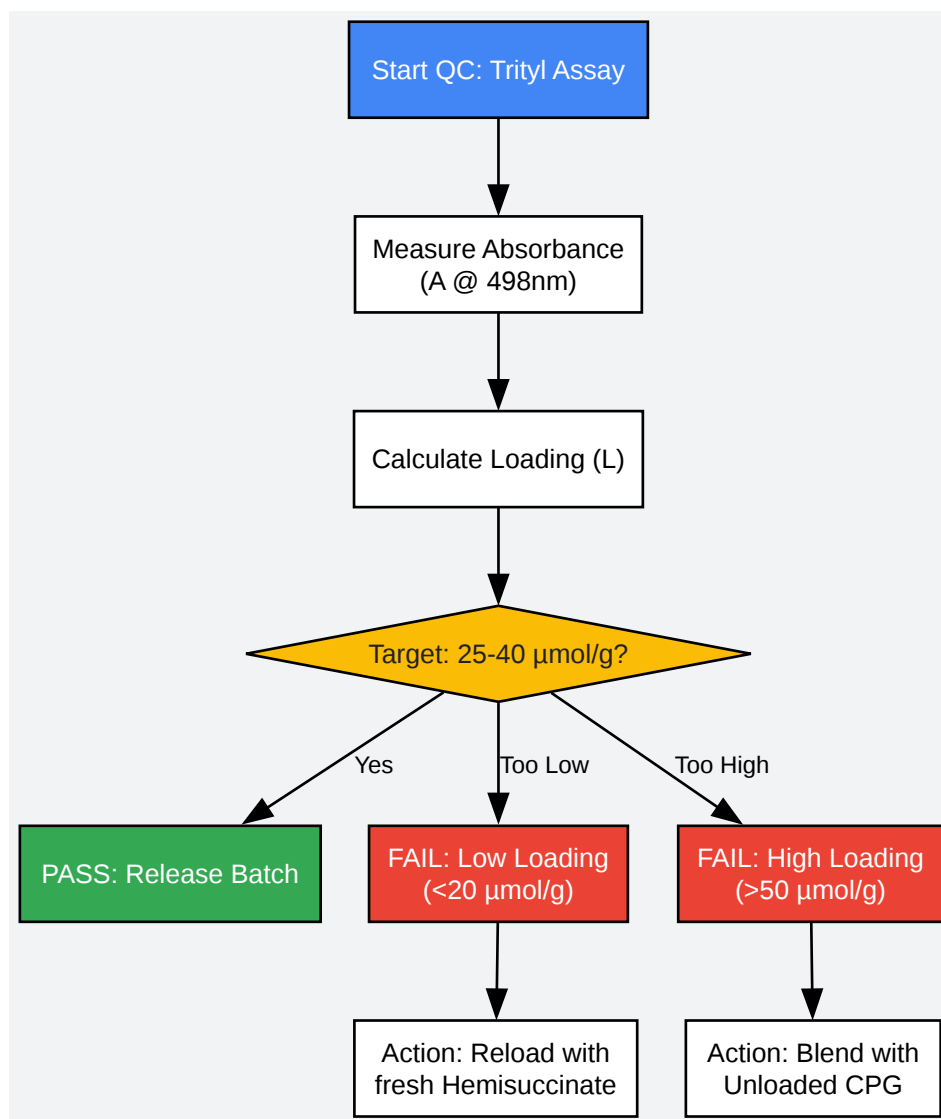 Start QC: Trityl Assay
Measure Absorbance
(A @ 498nm)
Calculate Loading (L)
Target: 25-40 µmol/g?
Yes
Too Low
Too High
PASS: Release Batch
FAIL: Low Loading
(<20 µmol/g)
FAIL: High Loading
(>50 µmol/g)
Action: Reload with
fresh Hemisuccinate
Action: Blend with
Unloaded CPG